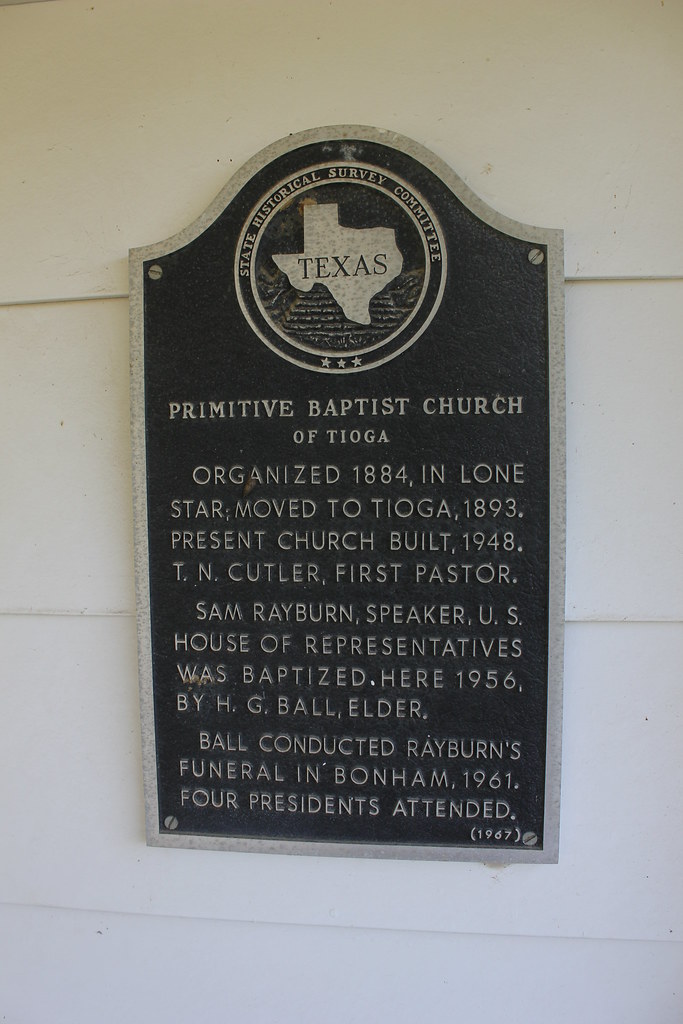 STATE HISTORICAL SURVEY COMMITTEE
TEXAS
PRIMITIVE BAPTIST CHURCH
OF TIOGA
ORGANIZED 1884, IN LONE
STAR; MOVED TO TIOGA, 1893.
PRESENT CHURCH BUILT, 1948.
T. N. CUTLER, FIRST PASTOR.
SAM RAYBURN, SPEAKER, U. S.
HOUSE OF REPRESENTATIVES
WAS BAPTIZED HERE 1956,
BY H. G. BALL, ELDER.
BALL CONDUCTED RAYBURN'S
FUNERAL IN BONHAM, 1961.
FOUR PRESIDENTS ATTENDED.
(1967)